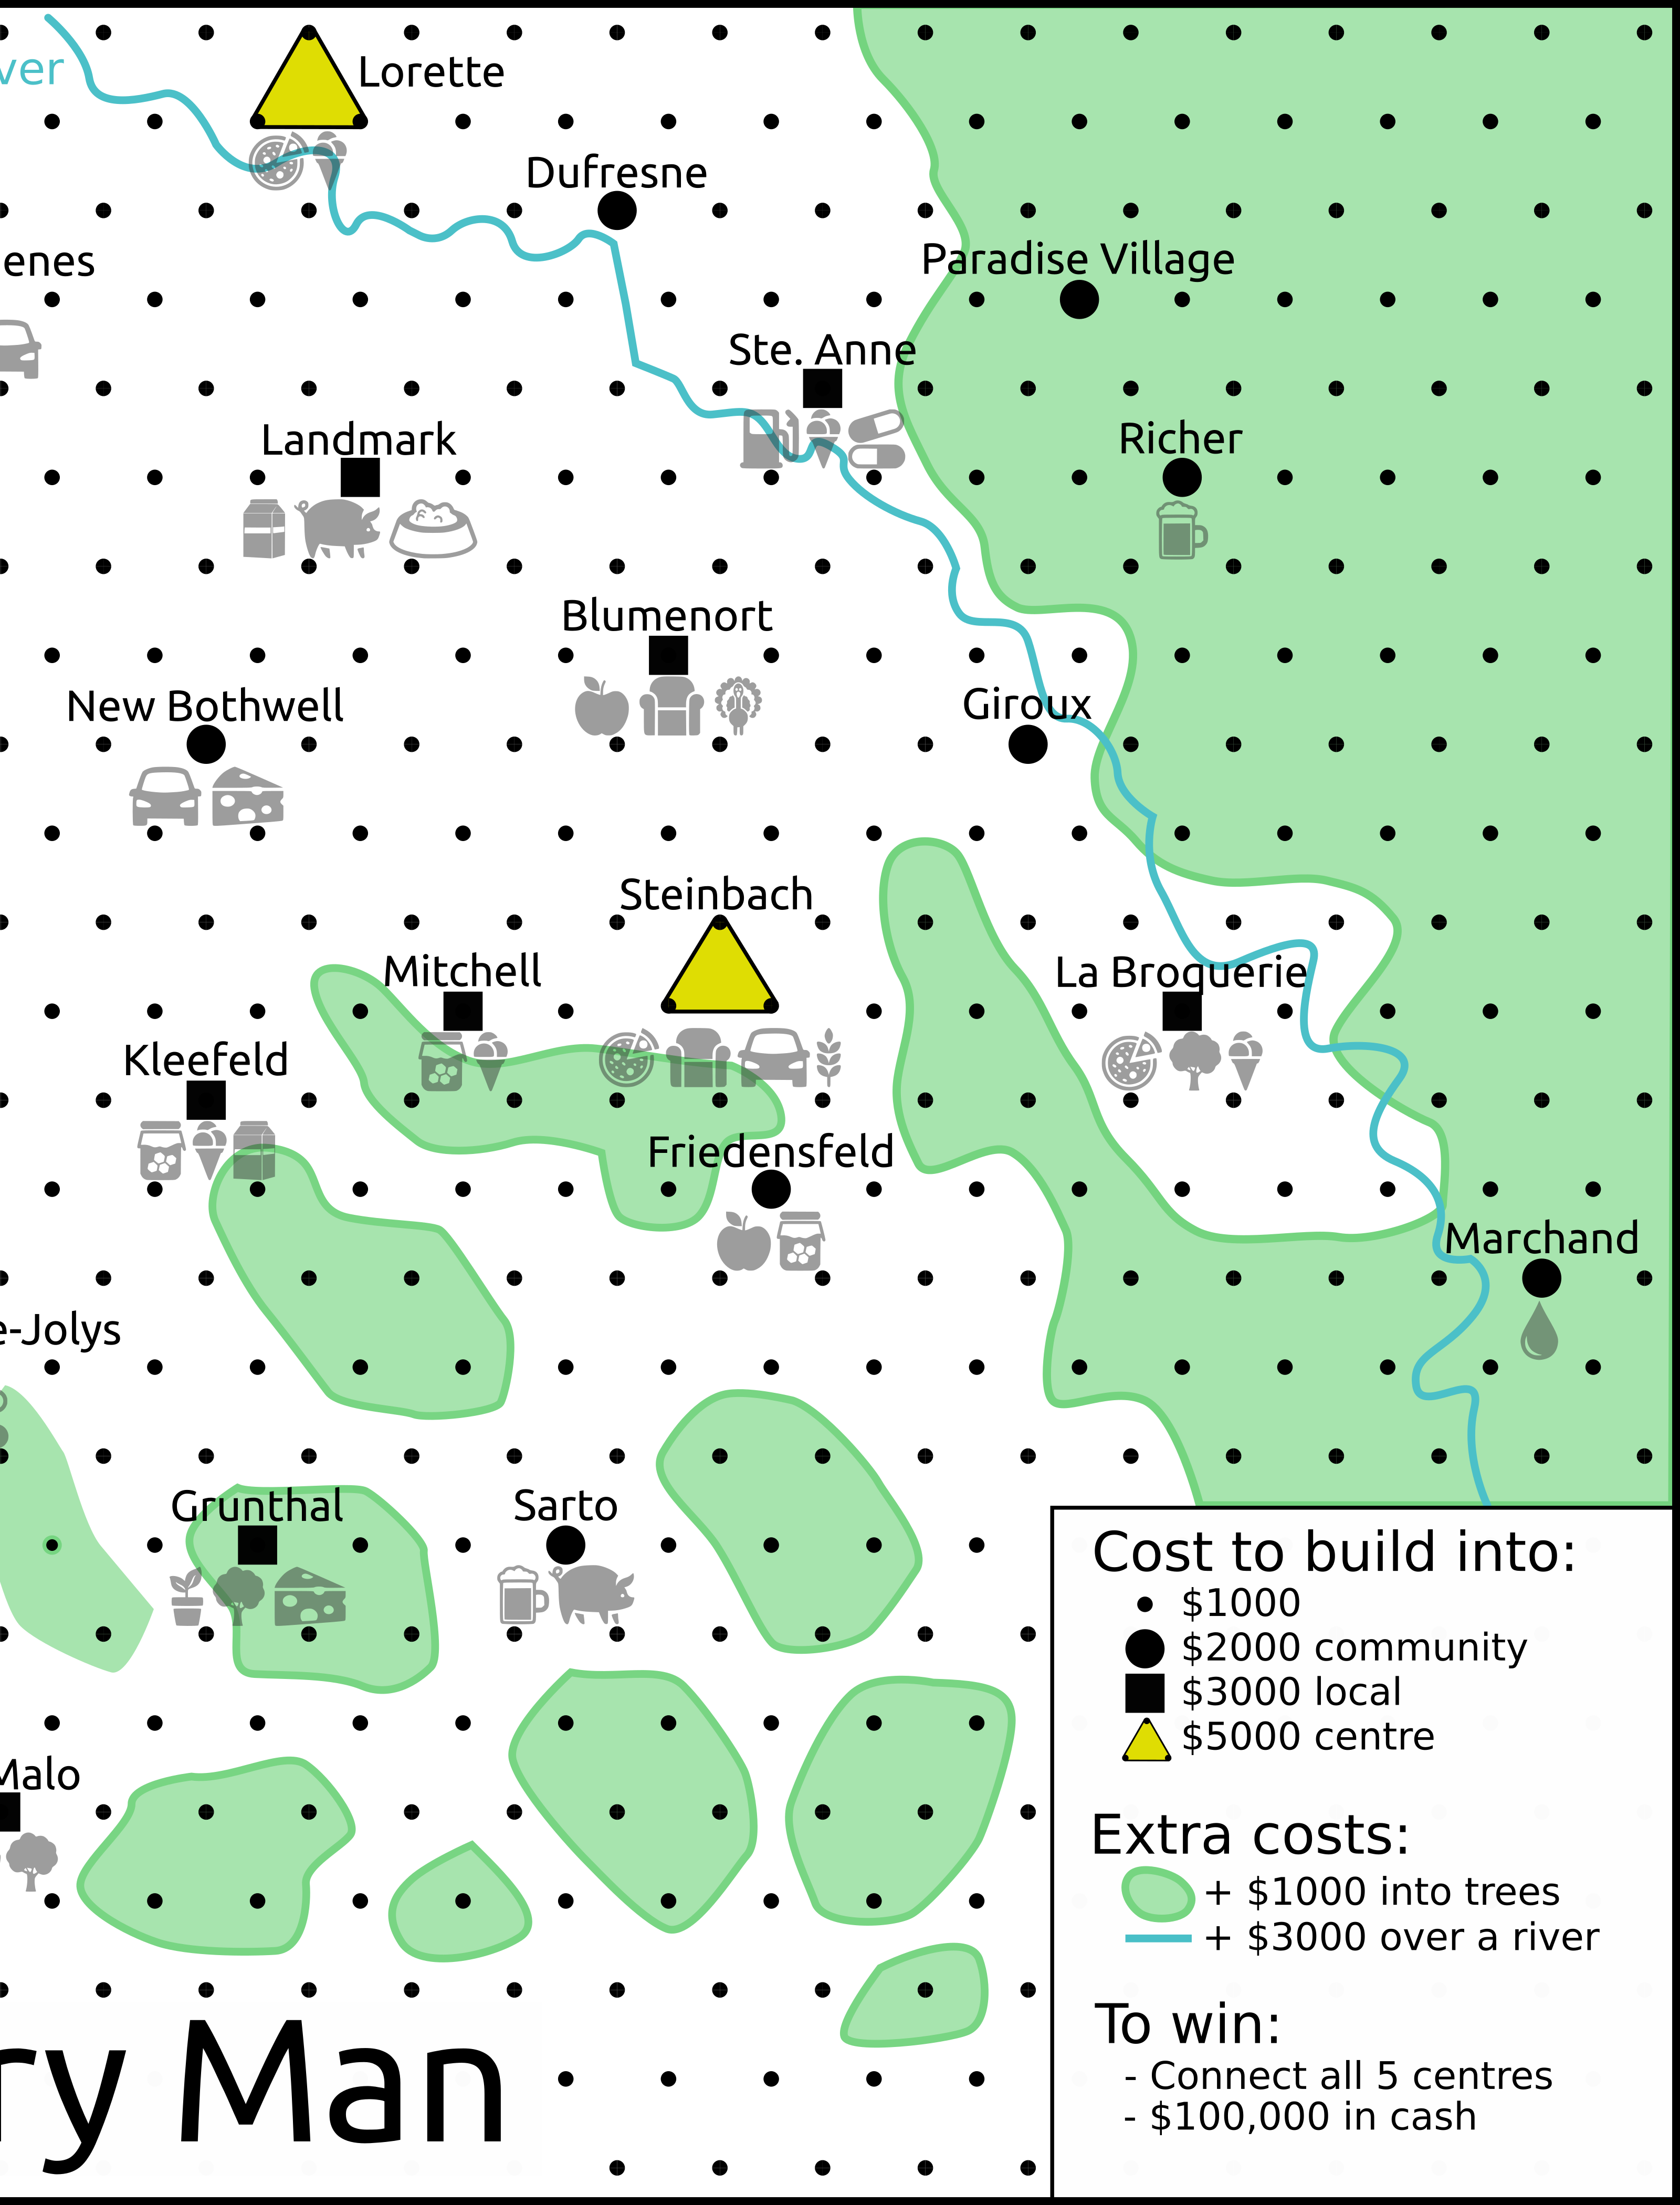 ver
Lorette
Dufresne
enes
Paradise Village
Ste. Anne
Landmark
Richer
Blumenort
New Bothwell
Giroux
Steinbach
Mitchell
La Broquerie
Kleefeld
Friedensfeld
Marchand
e-Jolys
Grunthal
Sarto
Malo
ry Man
Cost to build into:
$1000
$2000 community
$3000 local
$5000 centre
Extra costs:
+ $1000 into trees
+ $3000 over a river
To win:
- Connect all 5 centres
- $100,000 in cash